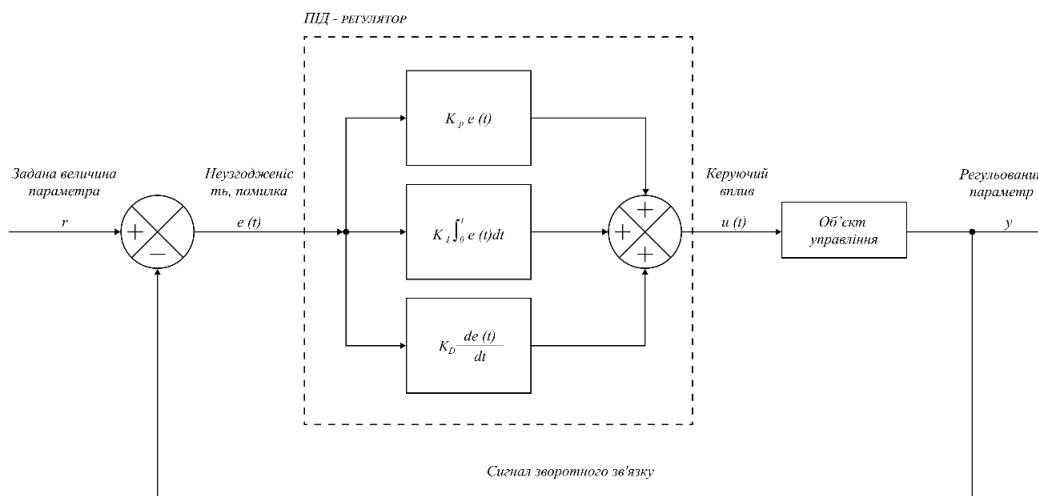 ПІД - РЕГУЛЯТОР
K p e (t)
Задана величина
параметра
r
Неузгодженіс
ть, помилка
e (t)
+
−
K I ∫ 0 t e (t)dt
+
+
+
Керуючий
вплив
u (t)
Об’єкт
управління
Регульовани
параметр
y
K D de (t)
dt
Сигнал зворотного зв'язку